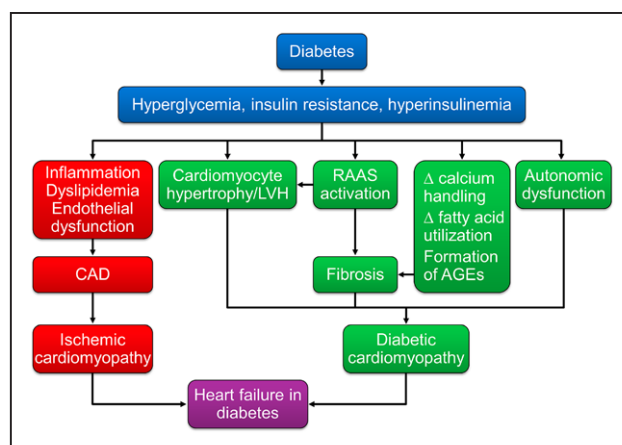 Diabetes
Hyperglycemia, insulin resistance, hyperinsulinemia
Inflammation
Dyslipidemia
Endothelial
dysfunction
Cardiomyocyte
hypertrophy/LVH
RAAS
activation
Δ calcium
handling
Δ fatty acid
utilization
Formation
of AGEs
Autonomic
dysfunction
CAD
Fibrosis
Ischemic
cardiomyopathy
Diabetic
cardiomyopathy
Heart failure in
diabetes